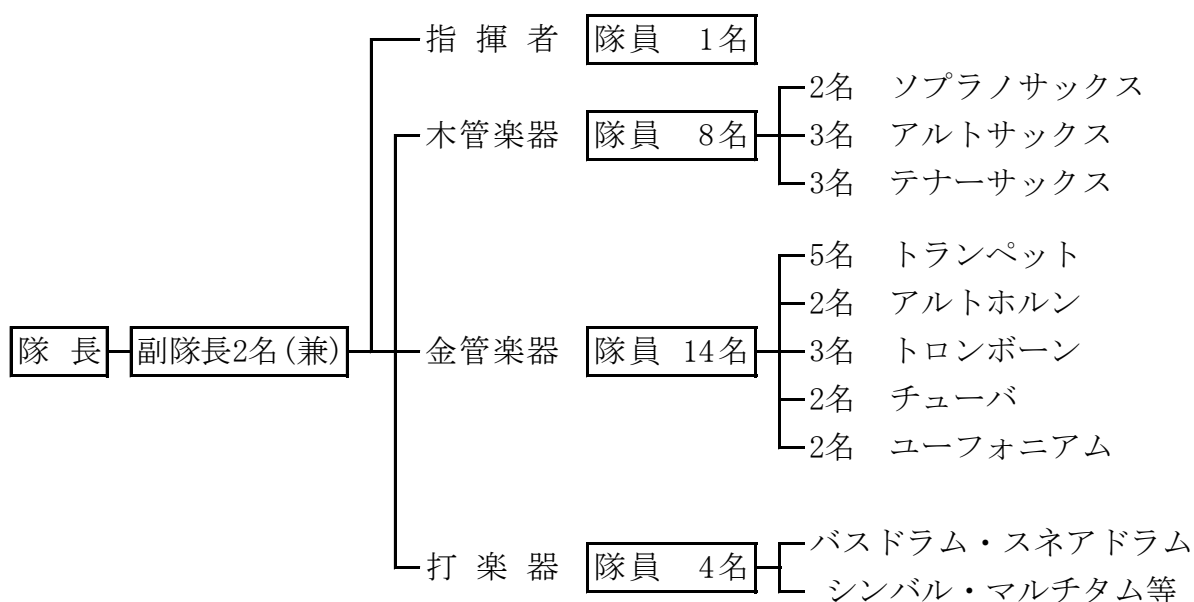 指 揮 者 隊員 1名
2名 ソプラノサックス
木管楽器 隊員 8名 3名 アルトサックス
3名 テナーサックス
5名 トランペット
2名 アルトホルン
隊 長 副隊長2名(兼) 金管楽器 隊員 14名 3名 トロンボーン
2名 チューバ
2名 ユーフォニアム
バスドラム・スネアドラム
打 楽 器 隊員 4名
シンバル・マルチタム等